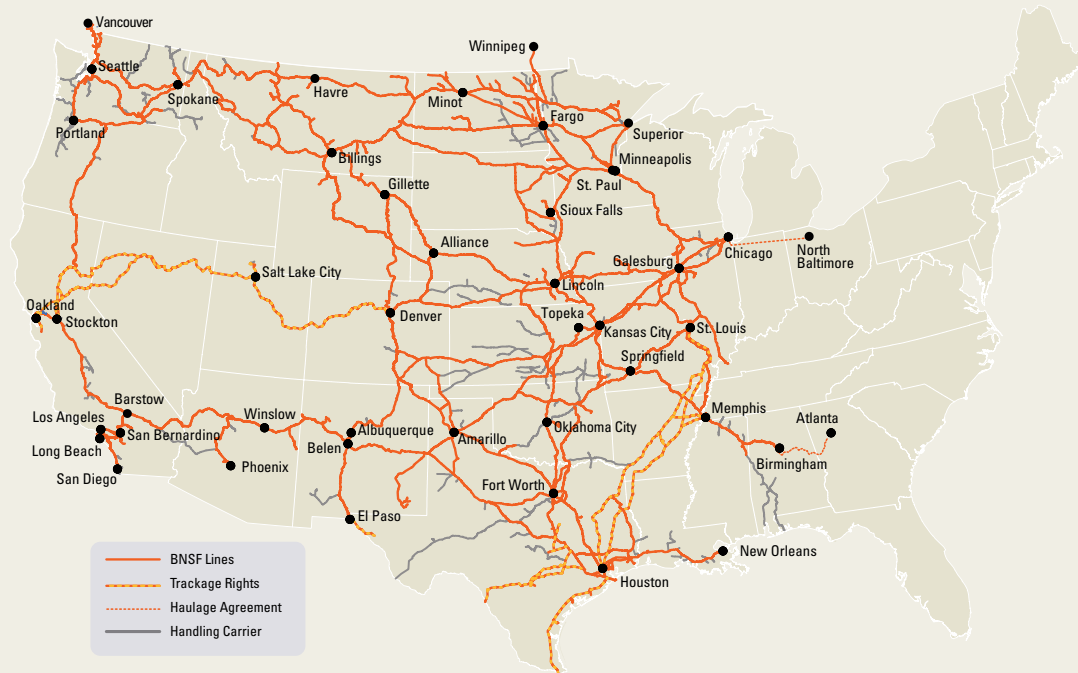 Vancouver
Winnipeg
Seattle
Spokane
Havre
Minot
Fargo
Portland
Superior
Billings
Minneapolis
St. Paul
Gillette
Sioux Falls
Alliance
Chicago
North
Baltimore
Galesburg
Salt Lake City
Lincoln
Oakland
Stockton
Denver
Topeka
Kansas City
St. Louis
Springfield
Barstow
Los Angeles
Winslow
Memphis
Atlanta
San Bernardino
Albuquerque
Amarillo
Oklahoma City
Long Beach
Belen
Phoenix
Birmingham
San Diego
Fort Worth
El Paso
New Orleans
Houston
BNSF Lines
Trackage Rights
Haulage Agreement
Handling Carrier